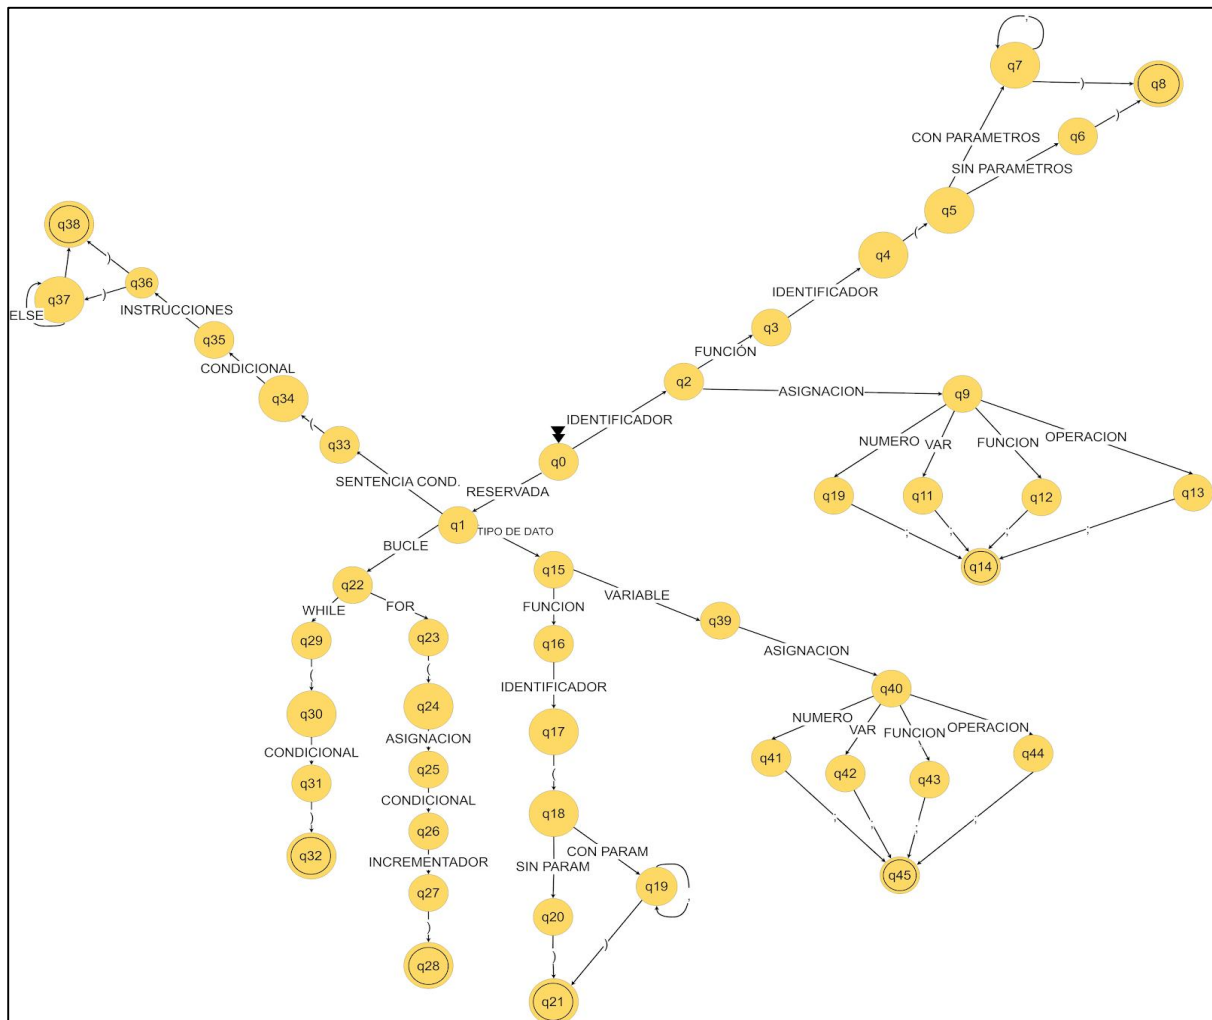 ,
q7
)
q8
CON PARAMETROS
)
q6
SIN PARAMETROS
q5
(
q4
IDENTIFICADOR
q3
FUNCIÓN
q2
ASIGNACION
q9
IDENTIFICADOR
q0
NUMERO
VAR
FUNCION
OPERACION
q19
q11
q12
q13
;
;
;
;
q14
q38
)
q36
)
q37
ELSE
INSTRUCCIONES
q35
CONDICIONAL
q34
(
q33
SENTENCIA COND.
RESERVADA
q1
TIPO DE DATO
BUCLE
q22
WHILE
FOR
q29
q23
(
(
q30
q24
CONDICIONAL
ASIGNACION
q31
q25
)
CONDICIONAL
q32
q26
INCREMENTADOR
q27
)
q28
q15
FUNCION
VARIABLE
q16
q39
IDENTIFICADOR
ASIGNACION
q17
q40
(
q18
SIN PARAM
CON PARAM
q19
,
q20
)
)
q21
NUMERO
VAR
FUNCION
OPERACION
q41
q42
q43
q44
;
;
;
;
q45